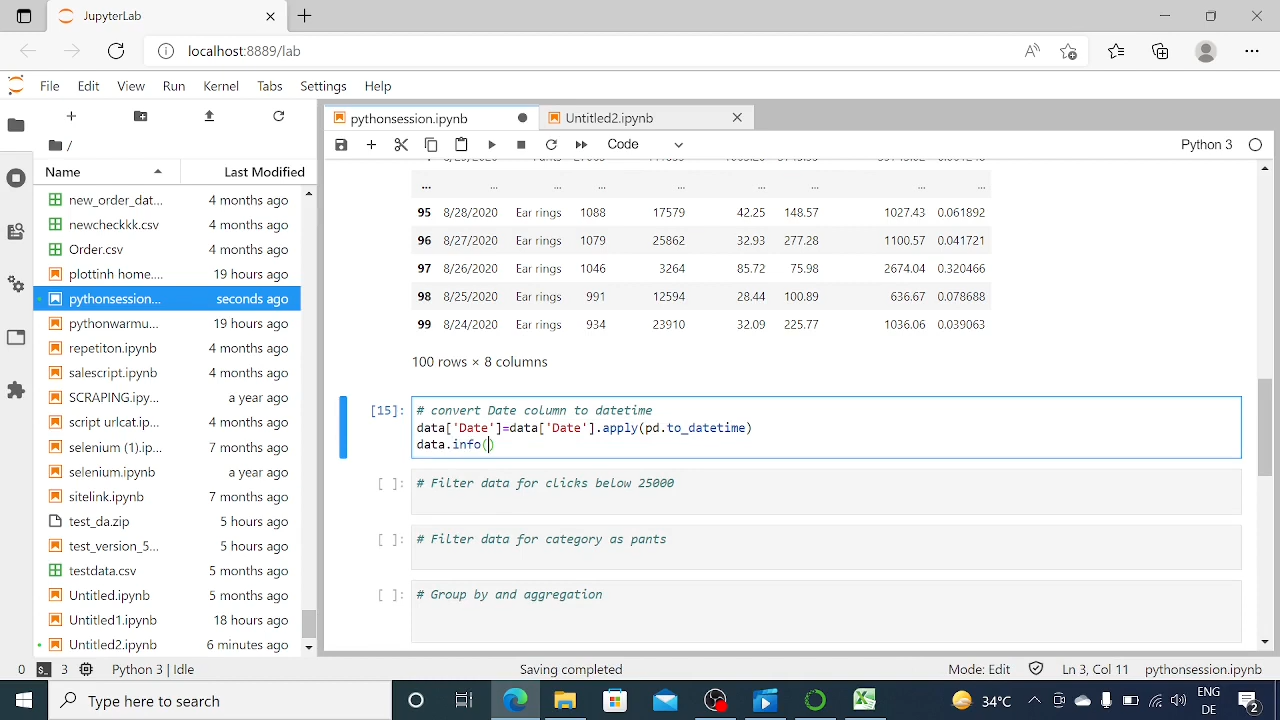 JupyterLab
localhost:8889/lab
File Edit View Run Kernel Tabs Settings Help
pythonsession.ipynb
Untitled2.ipynb
/
Code
Python 3
Name Last Modified
new_order_dat... 4 months ago
newcheckkk.csv 4 months ago
Order.csv 4 months ago
plottinh home.... 19 hours ago
pythonsession... seconds ago
pythonwarmu... 19 hours ago
repetiton.ipynb 4 months ago
salescript.ipynb 4 months ago
SCRAPING.ipy... a year ago
script urlcat.ip... 4 months ago
selenium (1).ip... 7 months ago
selenium.ipynb a year ago
sitelink.ipynb 7 months ago
test_da.zip 5 hours ago
test_version_5... 5 hours ago
testdata.csv 5 months ago
Untitled.ipynb 5 months ago
Untitled1.ipynb 18 hours ago
Untitled2.ipynb 6 minutes ago
... ... ... ... ... ... ... ... ...
95 8/28/2020 Ear rings 1088 17579 42.25 148.57 1027.43 0.061892
96 8/27/2020 Ear rings 1079 25862 277.28 1100.57 0.041721
97 8/26/2020 Ear rings 1046 3264 75.98 2674.04 0.320466
98 8/25/2020 Ear rings 991 12594 100.89 636.67 0.078688
99 8/24/2020 Ear rings 934 23910 32.09 225.77 1036.06 0.039063
100 rows × 8 columns
[15]: # convert Date column to datetime
data['Date']=data['Date'].apply(pd.to_datetime)
data.info()
[ ]: # Filter data for clicks below 25000
[ ]: # Filter data for category as pants
[ ]: # Group by and aggregation
0 3 Python 3 | Idle Saving completed Mode: Edit Ln 3, Col 11 pythonsession.ipynb
Type here to search
34°C
ENG
DE
2